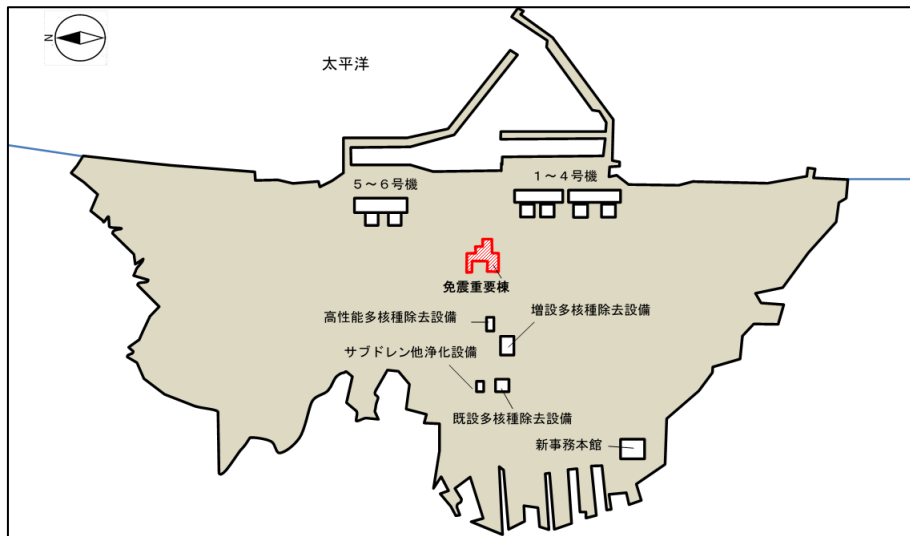 N
太平洋
5~6号機
1~4号機
免震重要棟
高性能多核種除去設備
増設多核種除去設備
サブドレン他浄化設備
既設多核種除去設備
新事務本館